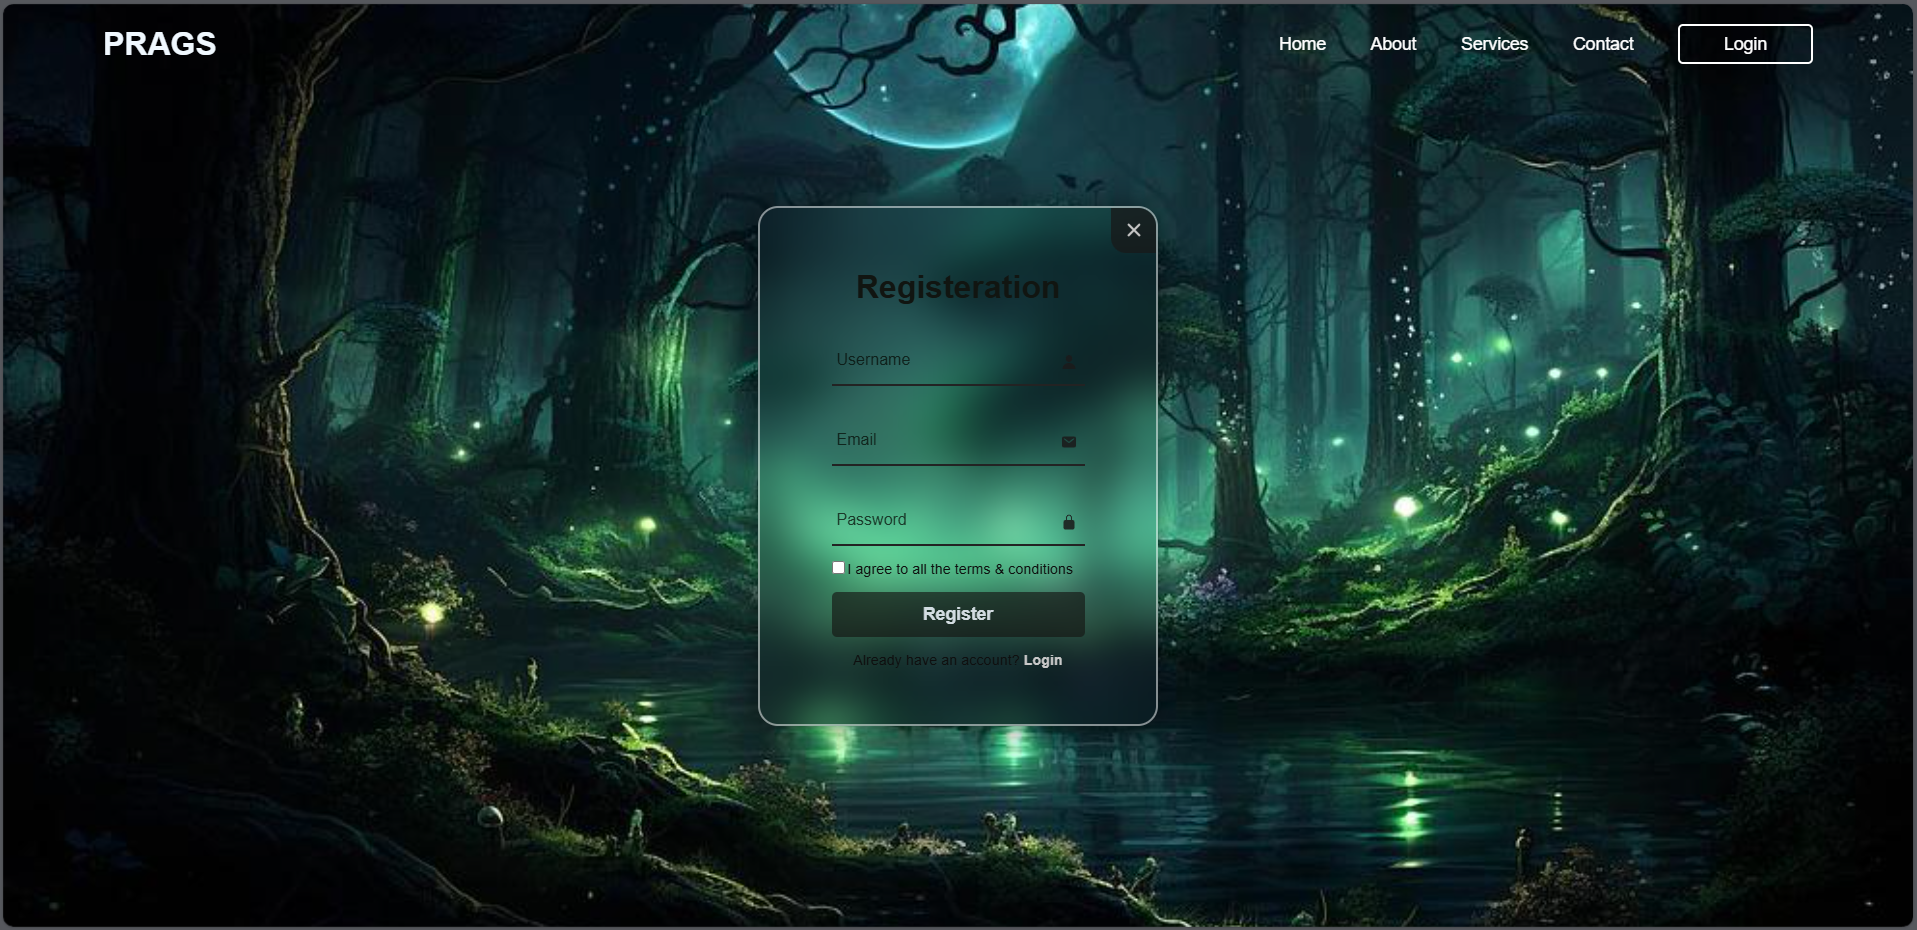 PRAGS
Home About Services Contact Login
Registeration
Username
Email
Password
I agree to all the terms & conditions
Register
Already have an account? Login